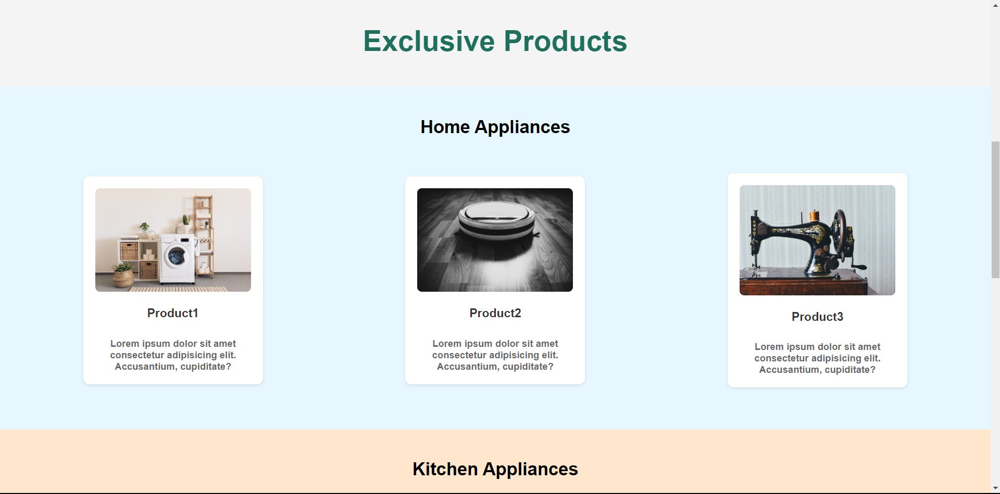 Exclusive Products
Home Appliances
Product1
Lorem ipsum dolor sit amet
consectetur adipisicing elit.
Accusantium, cupiditate?
Product2
Lorem ipsum dolor sit amet
consectetur adipisicing elit.
Accusantium, cupiditate?
Product3
Lorem ipsum dolor sit amet
consectetur adipisicing elit.
Accusantium, cupiditate?
Kitchen Appliances